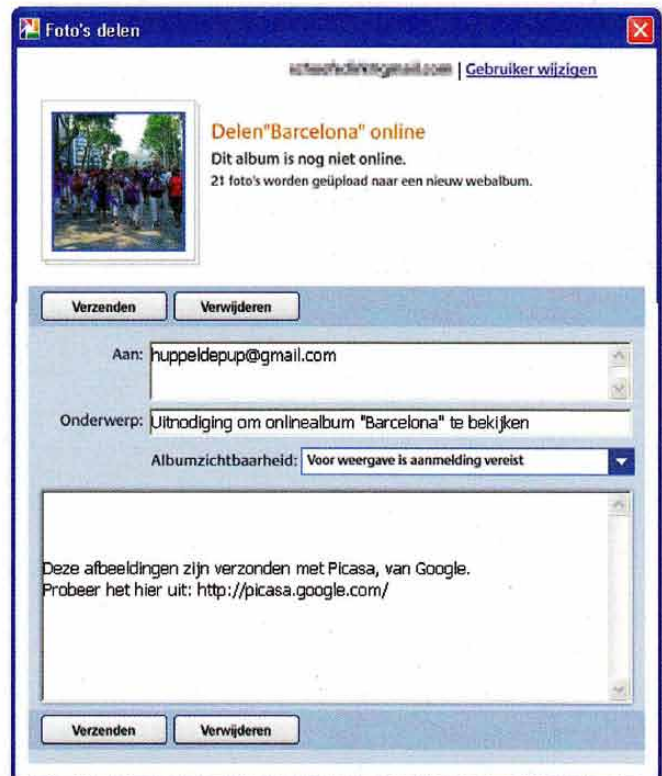 Foto's delen
| Gebruiker wijzigen
Delen"Barcelona" online
Dit album is nog niet online.
21 foto's worden geüpload naar een nieuw webalbum.
Verzenden Verwijderen
Aan: huppeldepup@gmail.com
Onderwerp: Uitnodiging om onlinealbum "Barcelona" te bekijken
Albumzichtbaarheid: Voor weergave is aanmelding vereist
Deze afbeeldingen zijn verzonden met Picasa, van Google.
Probeer het hier uit: http://picasa.google.com/
Verzenden Verwijderen